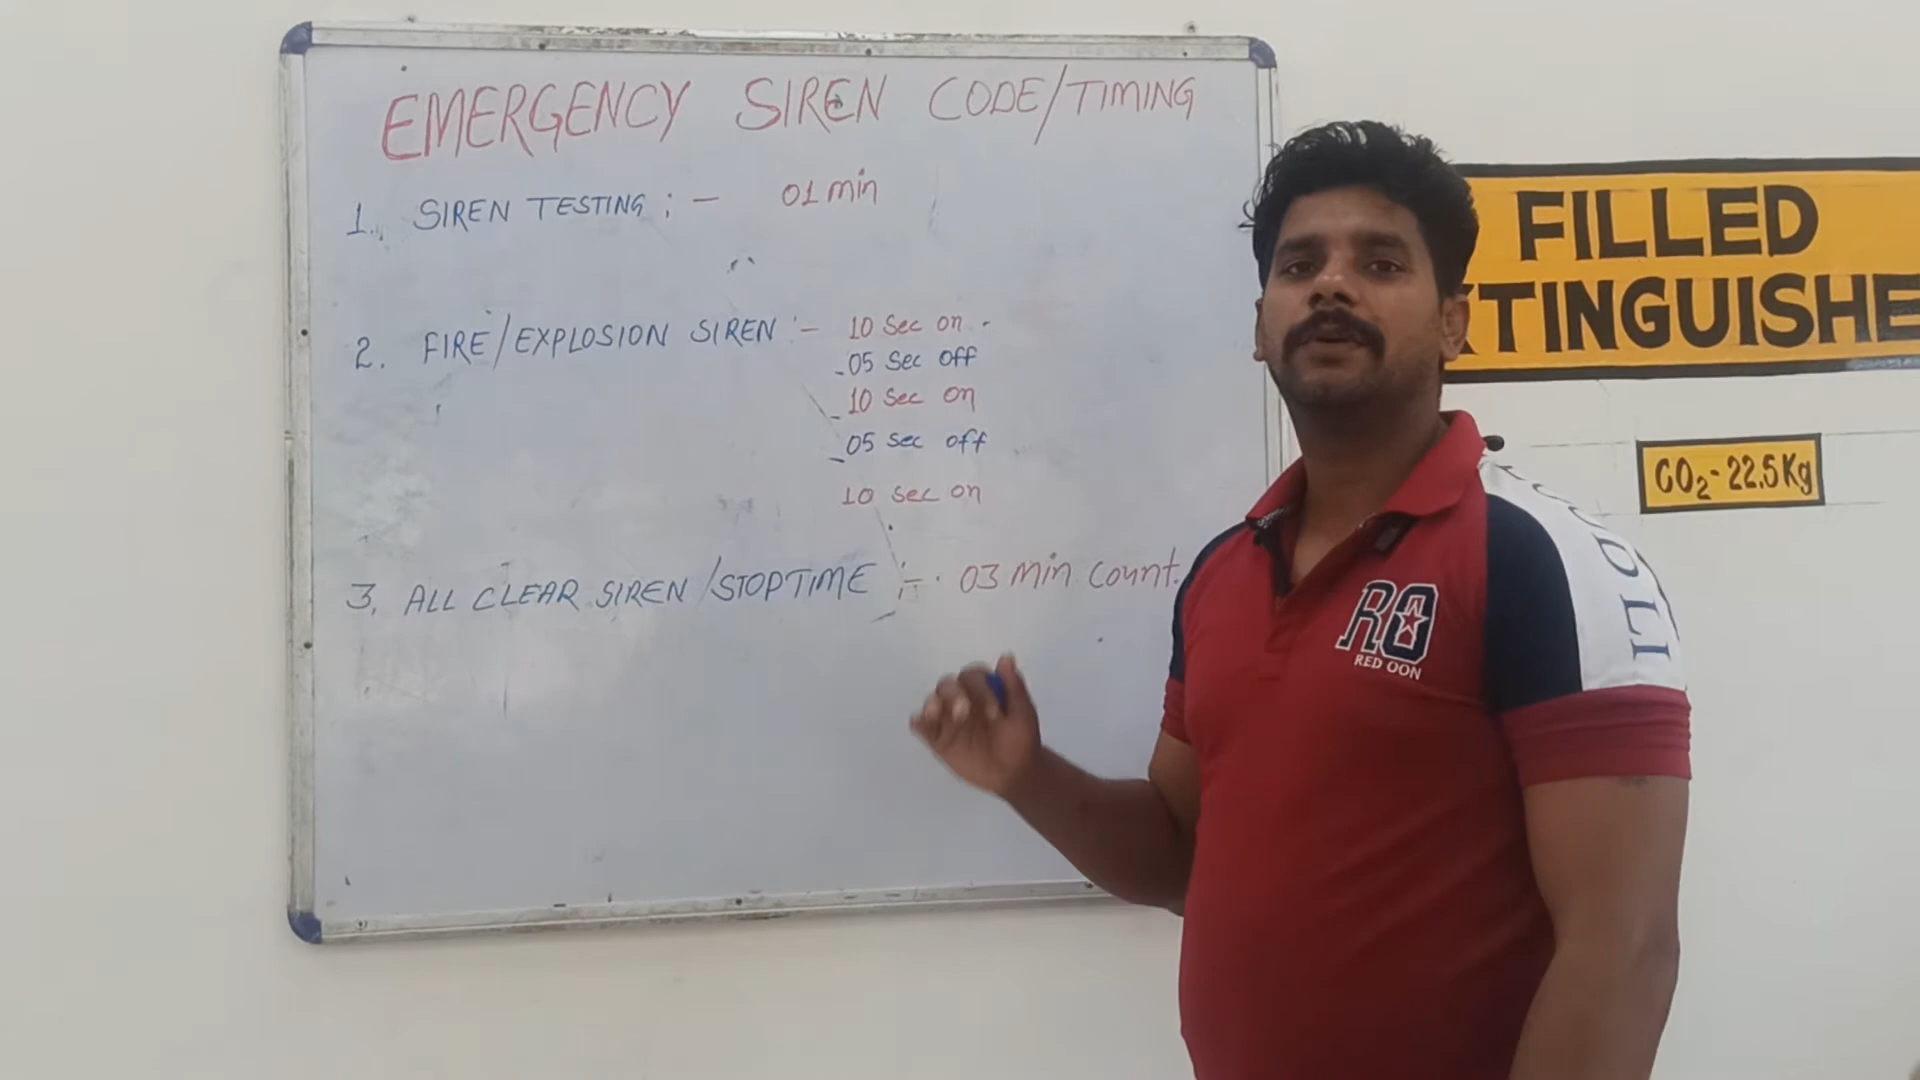 EMERGENCY SIREN CODE/TIMING
1. SIREN TESTING :- 01 min
2. FIRE/EXPLOSION SIREN :- 10 Sec on
05 Sec off
10 Sec on
05 Sec off
10 Sec on
3. ALL CLEAR SIREN/STOPTIME :- 03 min count.
FILLED
XTINGUISHE
CO₂-22.5Kg
RO
RED OON